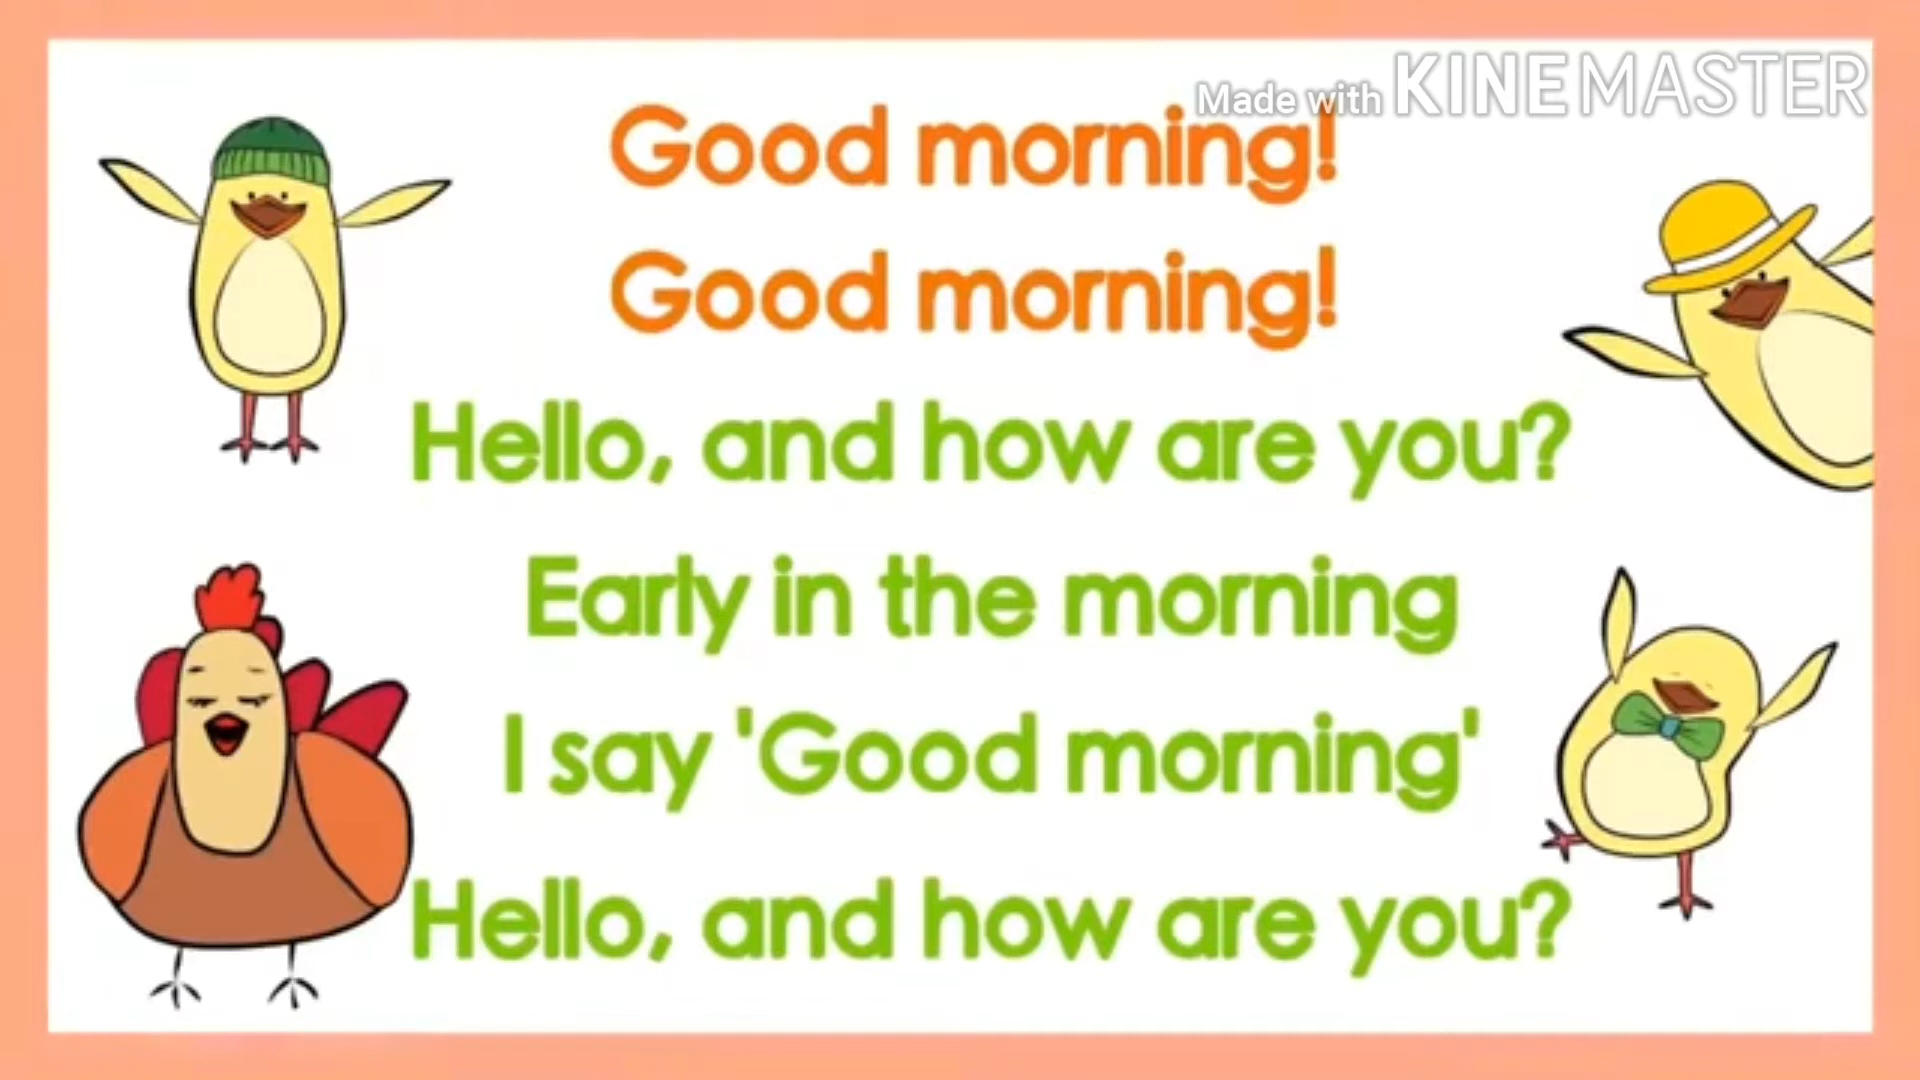 Made with KINEMASTER
Good morning!
Good morning!
Hello, and how are you?
Early in the morning
I say 'Good morning'
Hello, and how are you?